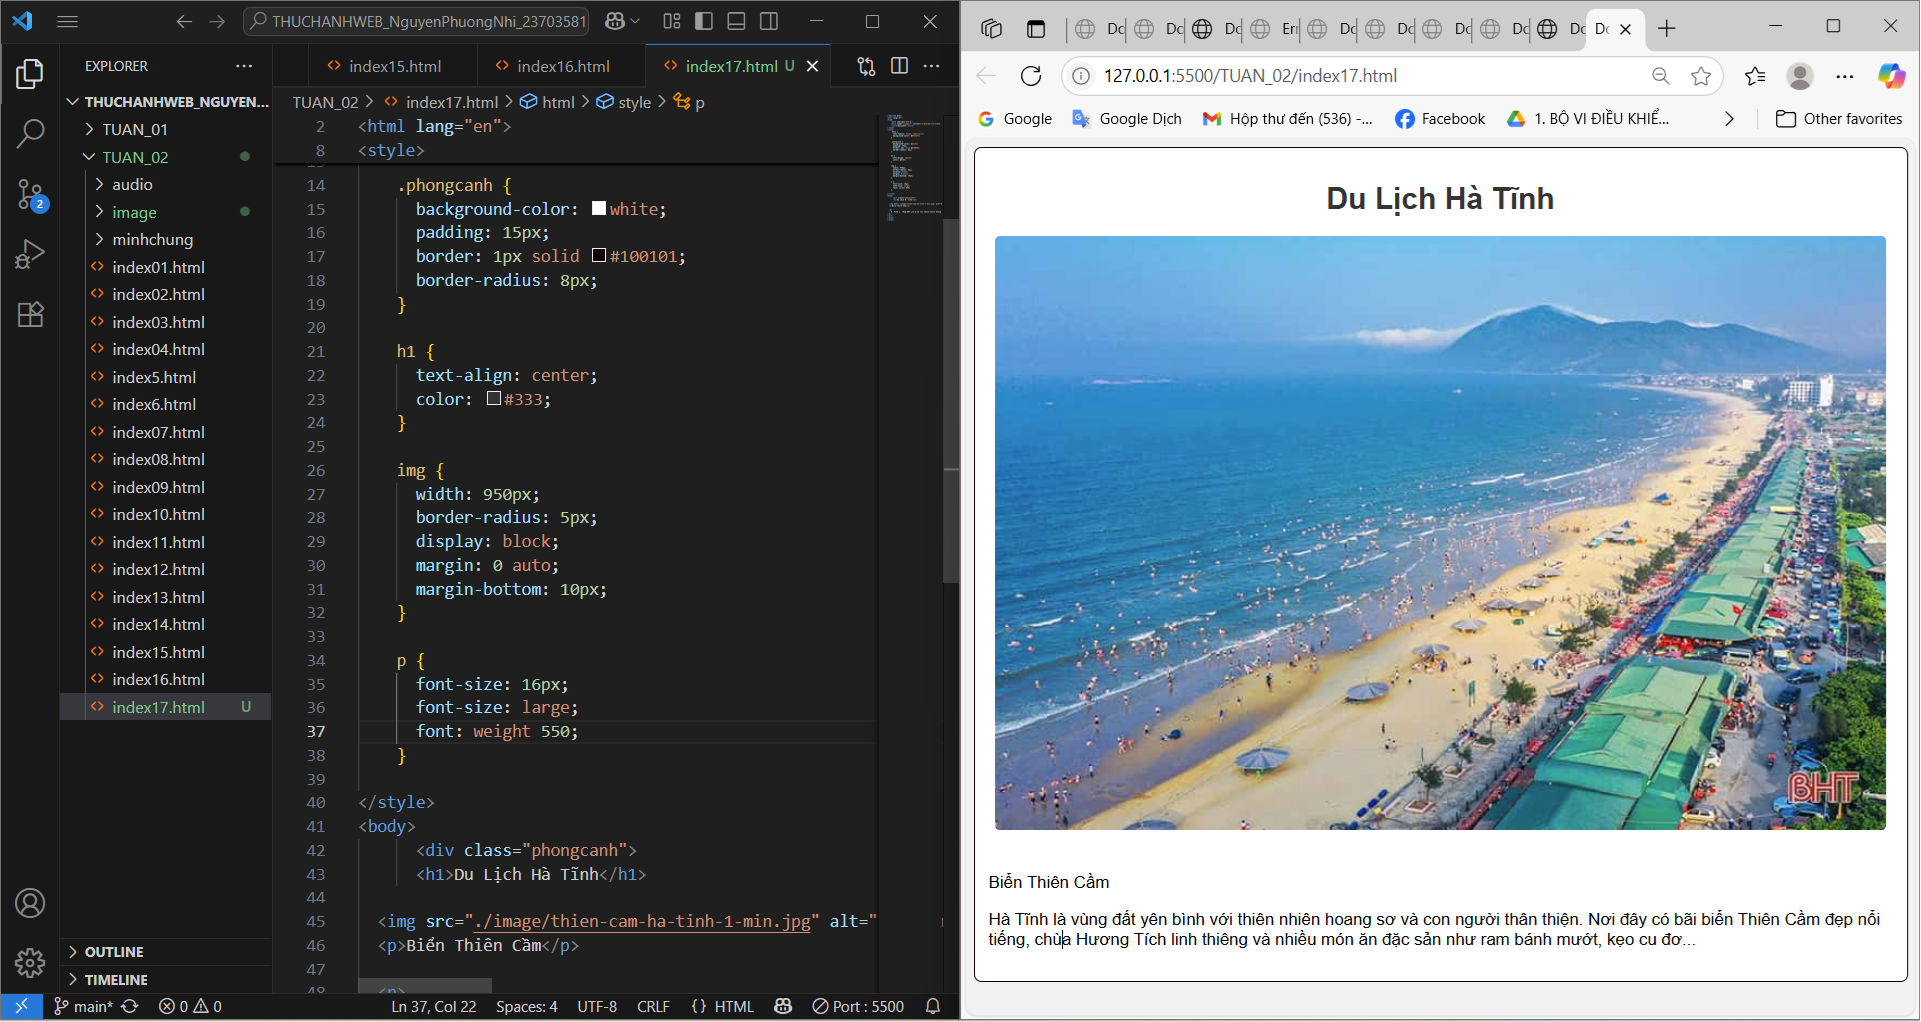 THUCHANHWEB_NguyenPhuongNhi_23703581
EXPLORER
index15.html
index16.html
index17.html U
TUAN_02 > index17.html > html > style > p
THUCHANHWEB_NGUYEN...
TUAN_01
TUAN_02
audio
image
minhchung
index01.html
index02.html
index03.html
index04.html
index5.html
index6.html
index07.html
index08.html
index09.html
index10.html
index11.html
index12.html
index13.html
index14.html
index15.html
index16.html
index17.html U
OUTLINE
TIMELINE
2
2 <html lang="en">
8 <style>
14 .phongcanh {
15 background-color: white;
16 padding: 15px;
17 border: 1px solid #100101;
18 border-radius: 8px;
19 }
20
21 h1 {
22 text-align: center;
23 color: #333;
24 }
25
26 img {
27 width: 950px;
28 border-radius: 5px;
29 display: block;
30 margin: 0 auto;
31 margin-bottom: 10px;
32 }
33
34 p {
35 font-size: 16px;
36 font-size: large;
37 font: weight 550;
38 }
39
40 </style>
41 <body>
42 <div class="phongcanh">
43 <h1>Du Lịch Hà Tĩnh</h1>
44
45 <img src="./image/thien-cam-ha-tinh-1-min.jpg" alt="
46 <p>Biển Thiên Cầm</p>
47
48 <p>
main* 0 0 Ln 37, Col 22 Spaces: 4 UTF-8 CRLF {} HTML Port : 5500
Dc Dc Dc Err Dc Dc Dc Dc Dc Dc
127.0.0.1:5500/TUAN_02/index17.html
Google Google Dịch Hộp thư đến (536) -... Facebook 1. BỘ VI ĐIỀU KHIỂ... Other favorites
Du Lịch Hà Tĩnh
BHT
Biển Thiên Cầm
Hà Tĩnh là vùng đất yên bình với thiên nhiên hoang sơ và con người thân thiện. Nơi đây có bãi biển Thiên Cầm đẹp nổi
tiếng, chùa Hương Tích linh thiêng và nhiều món ăn đặc sản như ram bánh mướt, kẹo cu đơ...